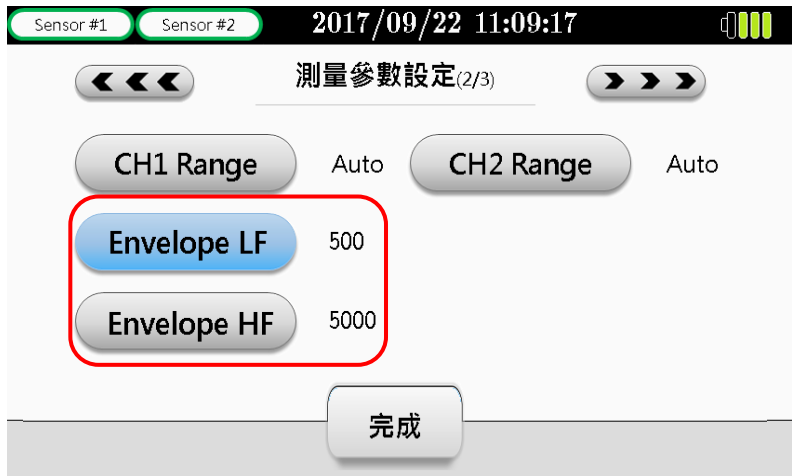 Sensor #1 Sensor #2 2017/09/22 11:09:17
測量參數設定(2/3)
CH1 Range Auto CH2 Range Auto
Envelope LF 500
Envelope HF 5000
完成